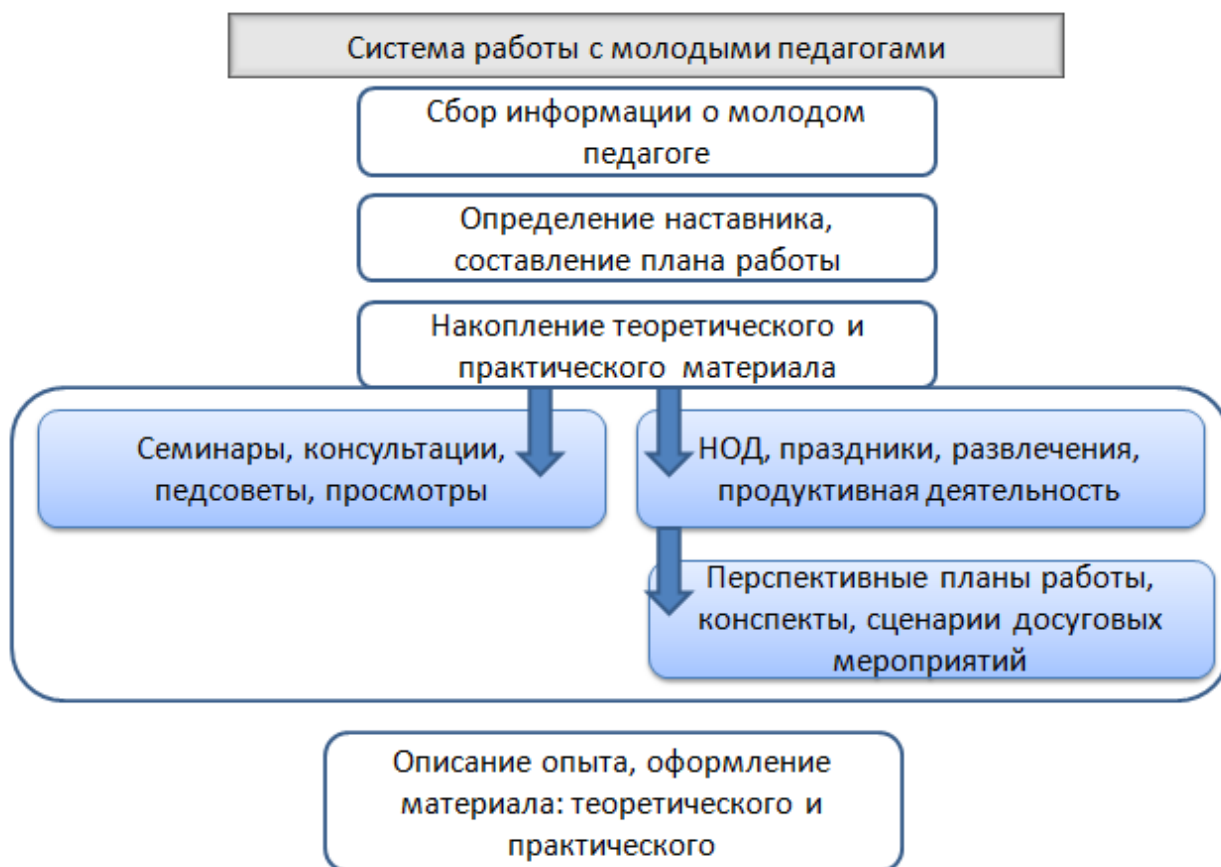 Система работы с молодыми педагогами
Сбор информации о молодом
педагоге
Определение наставника,
составление плана работы
Накопление теоретического и
практического материала
Семинары, консультации,
педсоветы, просмотры
НОД, праздники, развлечения,
продуктивная деятельность
Перспективные планы работы,
конспекты, сценарии досуговых
мероприятий
Описание опыта, оформление
материала: теоретического и
практического